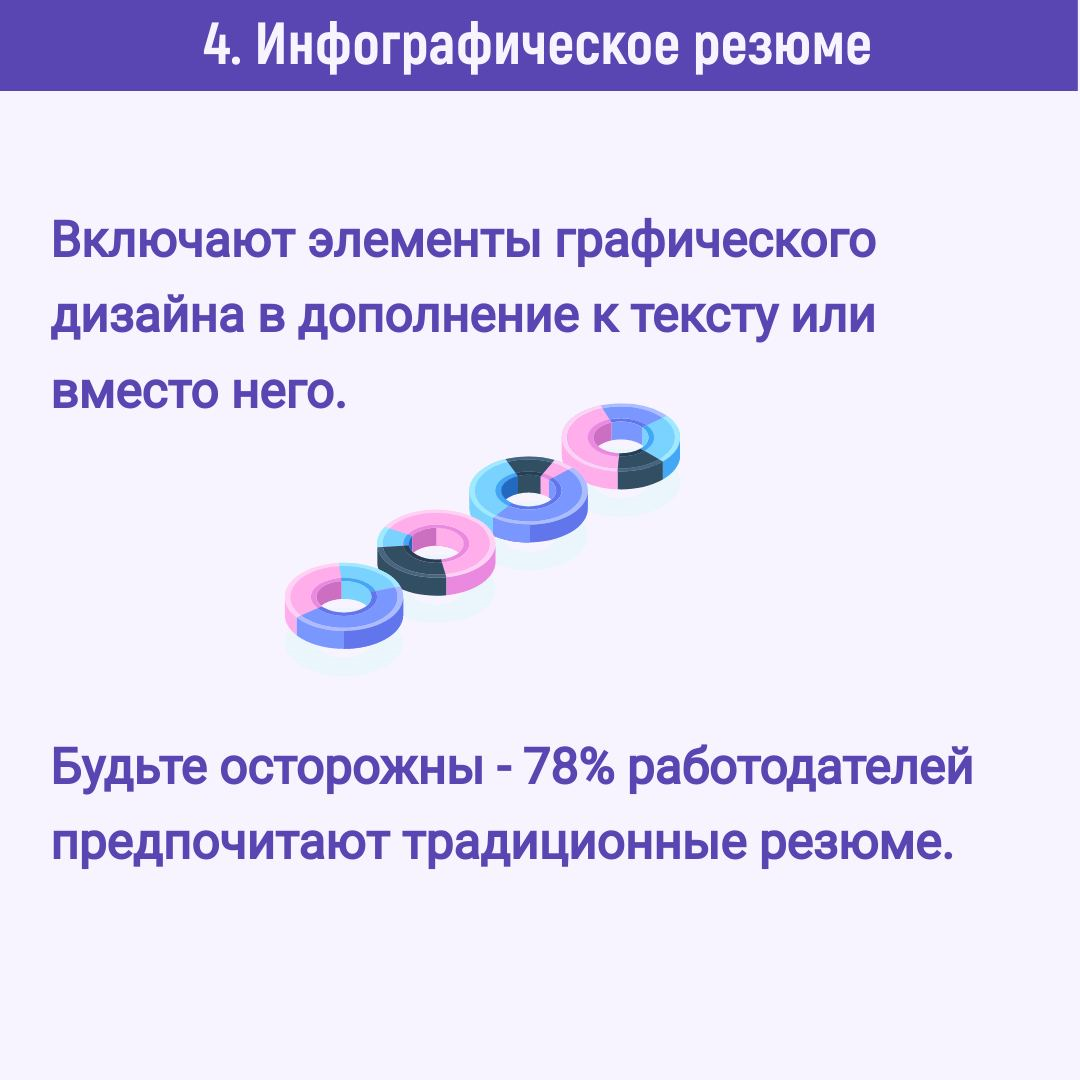 4. Инфографическое резюме
Включают элементы графического
дизайна в дополнение к тексту или
вместо него.
Будьте осторожны - 78% работодателей
предпочитают традиционные резюме.